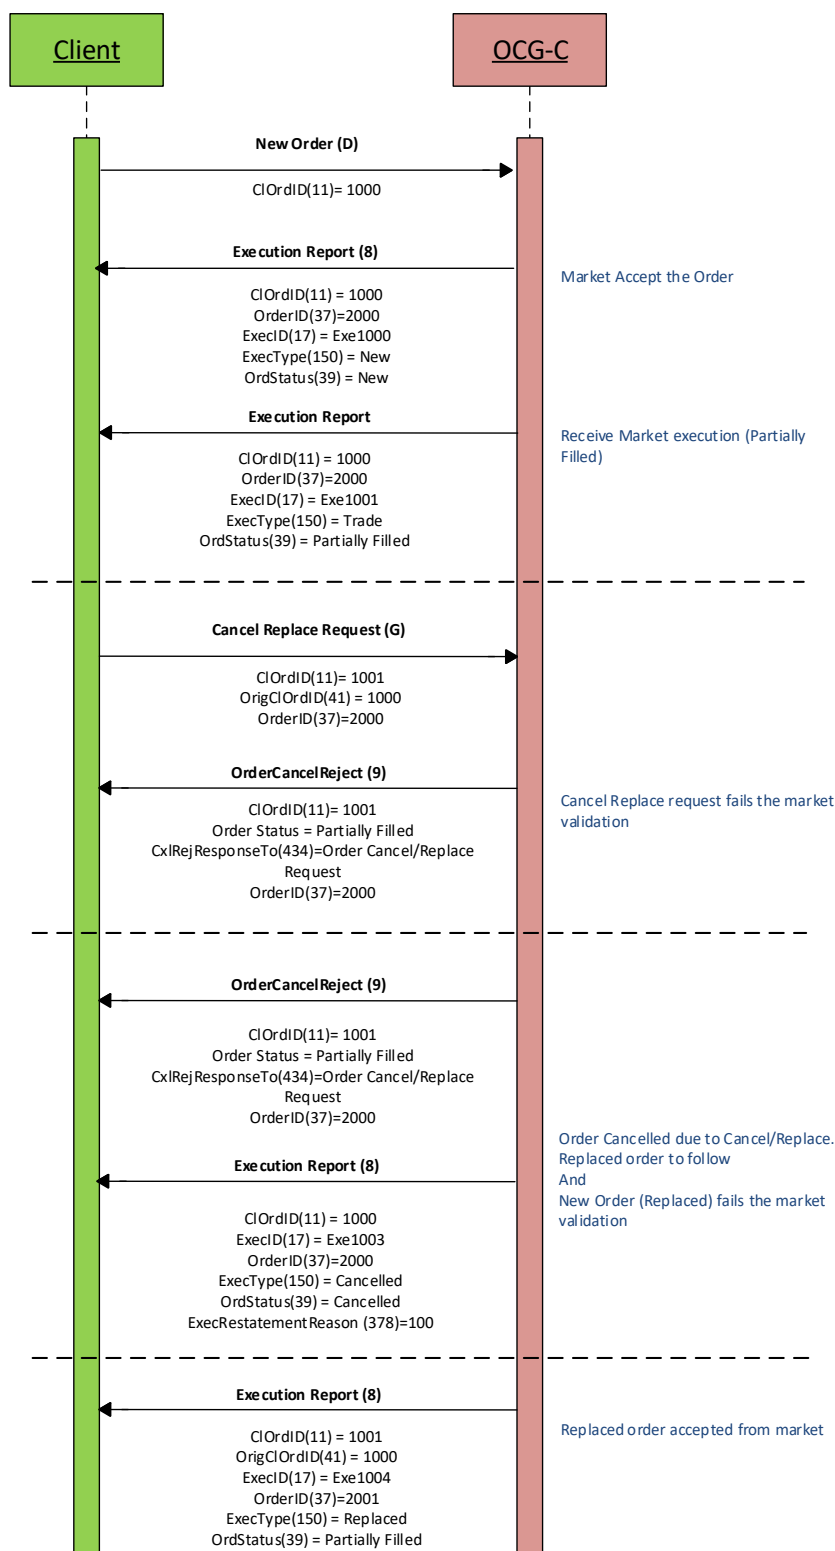 Client
OCG-C
New Order (D)
ClOrdID(11)= 1000
Execution Report (8)
Market Accept the Order
ClOrdID(11) = 1000
OrderID(37)=2000
ExecID(17) = Exe1000
ExecType(150) = New
OrdStatus(39) = New
Execution Report
Receive Market execution (Partially
Filled)
ClOrdID(11) = 1000
OrderID(37)=2000
ExecID(17) = Exe1001
ExecType(150) = Trade
OrdStatus(39) = Partially Filled
Cancel Replace Request (G)
ClOrdID(11)= 1001
OrigClOrdID(41) = 1000
OrderID(37)=2000
OrderCancelReject (9)
Cancel Replace request fails the market
validation
ClOrdID(11)= 1001
Order Status = Partially Filled
CxlRejResponseTo(434)=Order Cancel/Replace
Request
OrderID(37)=2000
OrderCancelReject (9)
ClOrdID(11)= 1001
Order Status = Partially Filled
CxlRejResponseTo(434)=Order Cancel/Replace
Request
OrderID(37)=2000
Order Cancelled due to Cancel/Replace.
Replaced order to follow
And
New Order (Replaced) fails the market
validation
Execution Report (8)
ClOrdID(11) = 1000
ExecID(17) = Exe1003
OrderID(37)=2000
ExecType(150) = Cancelled
OrdStatus(39) = Cancelled
ExecRestatementReason (378)=100
Execution Report (8)
Replaced order accepted from market
ClOrdID(11) = 1001
OrigClOrdID(41) = 1000
ExecID(17) = Exe1004
OrderID(37)=2001
ExecType(150) = Replaced
OrdStatus(39) = Partially Filled